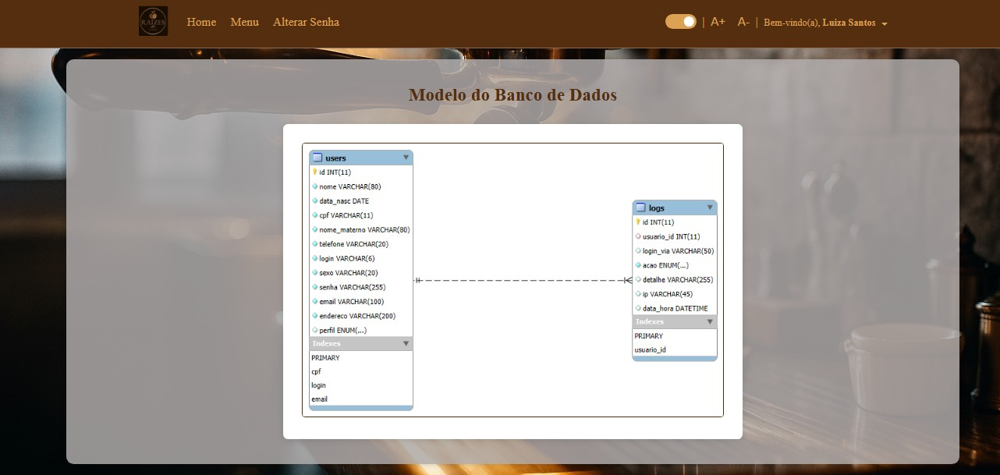 RAÍZES
Home Menu Alterar Senha
| A+ A- | Bem-vindo(a), Luiza Santos
Modelo do Banco de Dados
users
id INT(11)
nome VARCHAR(80)
data_nasc DATE
cpf VARCHAR(11)
nome_materno VARCHAR(80)
telefone VARCHAR(20)
login VARCHAR(6)
sexo VARCHAR(20)
senha VARCHAR(255)
email VARCHAR(100)
endereco VARCHAR(200)
perfil ENUM(...)
Indexes
PRIMARY
cpf
login
email
logs
id INT(11)
usuario_id INT(11)
login_via VARCHAR(50)
acao ENUM(...)
detalhe VARCHAR(255)
ip VARCHAR(45)
data_hora DATETIME
Indexes
PRIMARY
usuario_id